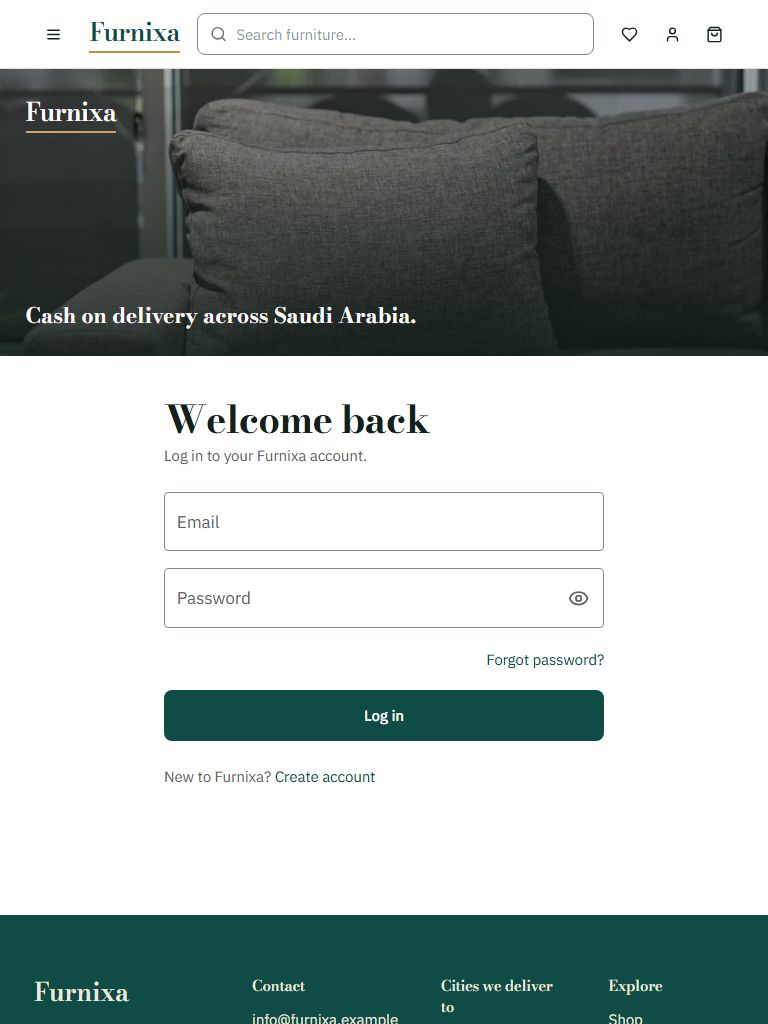 Furnixa
Search furniture...
Furnixa
Cash on delivery across Saudi Arabia.
Welcome back
Log in to your Furnixa account.
Email
Password
Forgot password?
Log in
New to Furnixa? Create account
Furnixa
Contact
info@furnixa.example
Cities we deliver
to
Explore
Shop